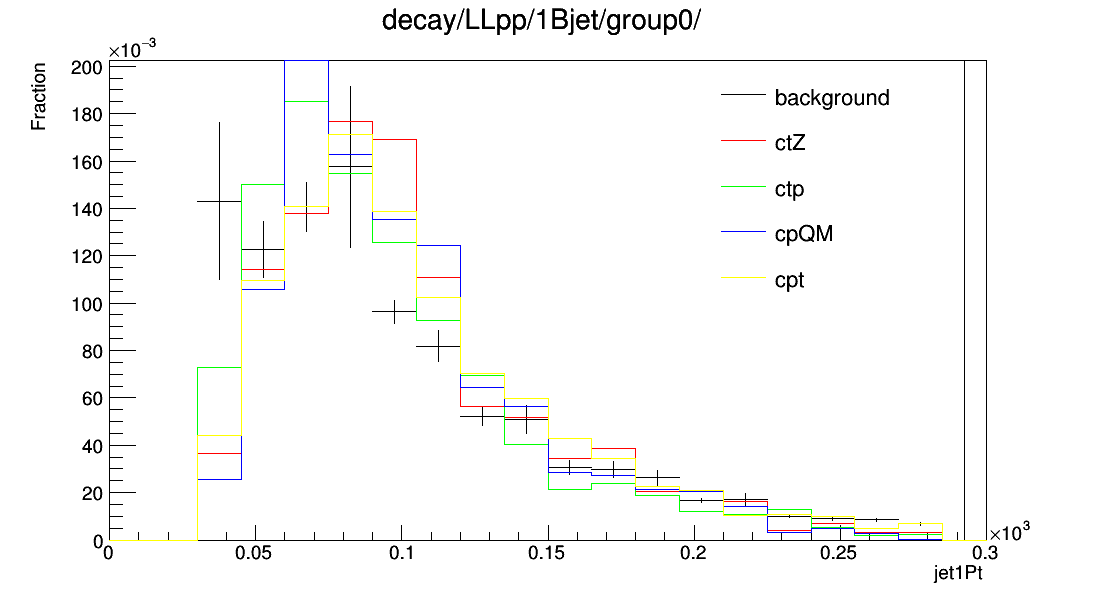 decay/LLpp/1Bjet/group0/
×10⁻³
Fraction
200
180
160
140
120
100
80
60
40
20
0
background
ctZ
ctp
cpQM
cpt
0 0.05 0.1 0.15 0.2 0.25 0.3
×10³
jet1Pt